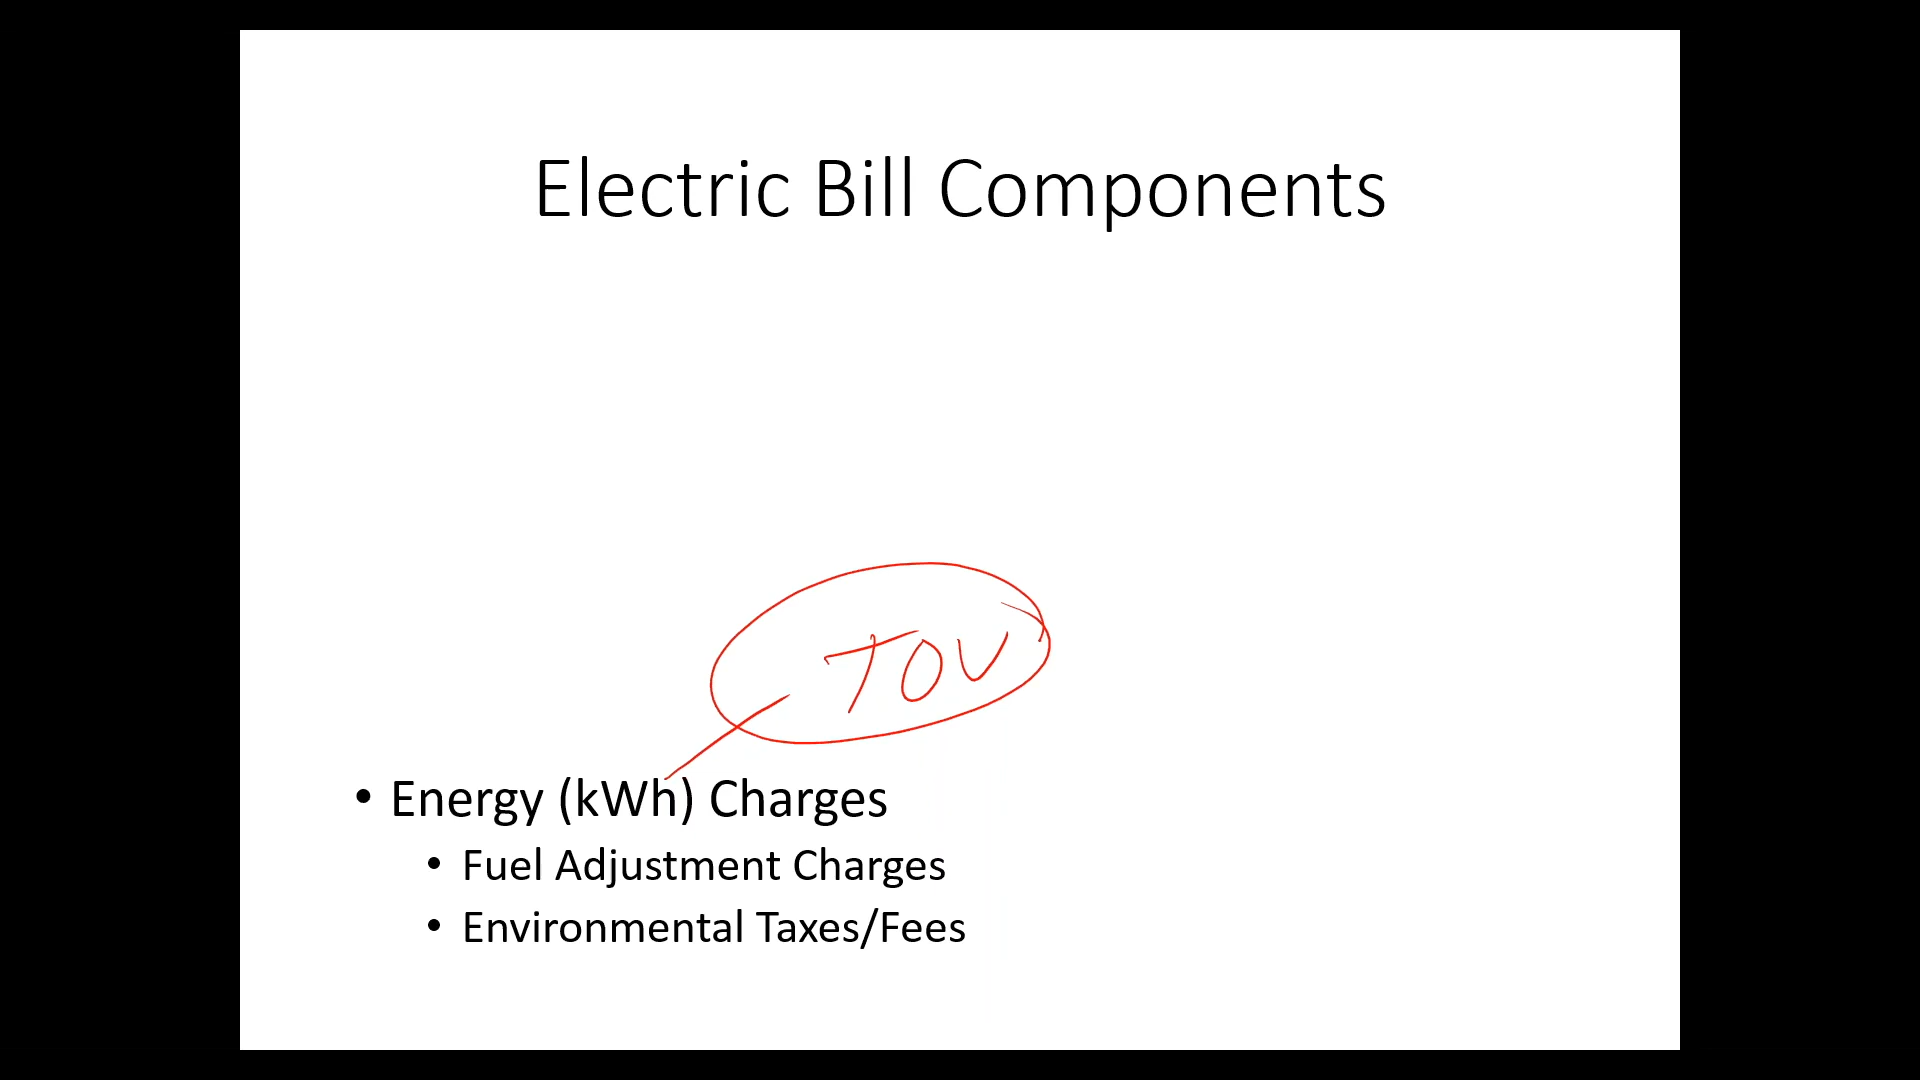 Electric Bill Components
TOU
• Energy (kWh) Charges
• Fuel Adjustment Charges
• Environmental Taxes/Fees